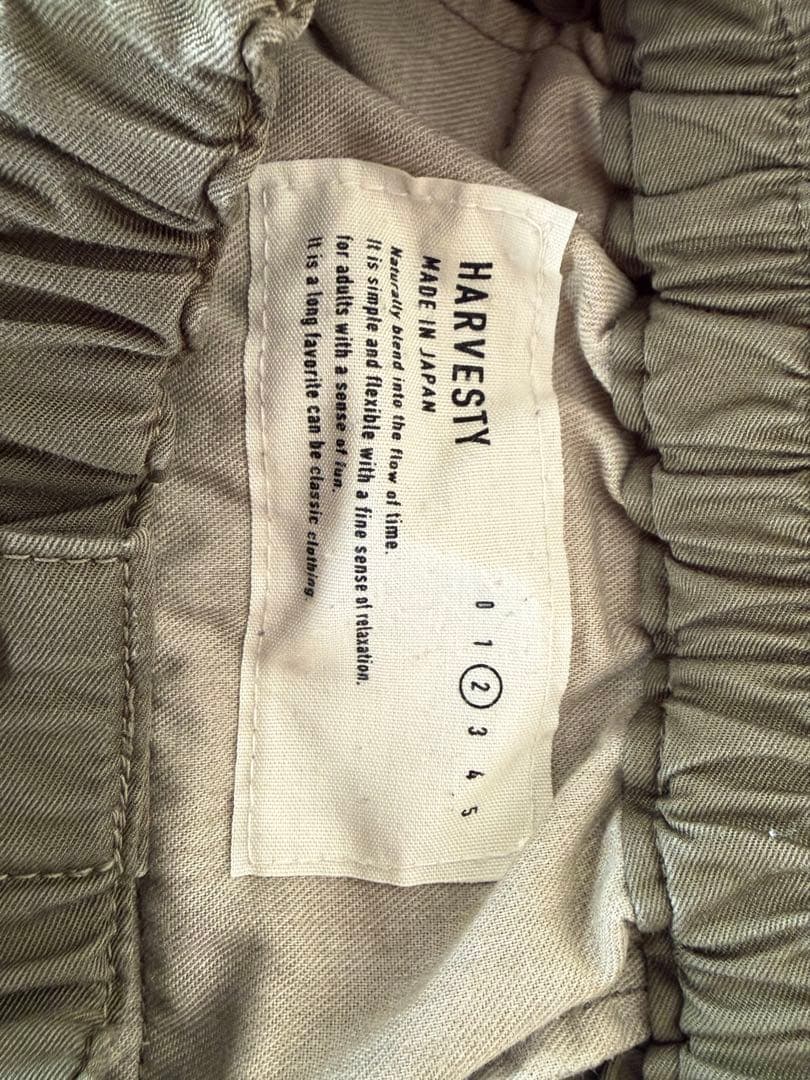 HARVESTY
0 1 2 3 4 5
MADE IN JAPAN
Naturally blend into the flow of time.
It is simple and flexible with a fine sense of relaxation.
for adults with a sense of fun.
It is a long favorite can be classic clothing.